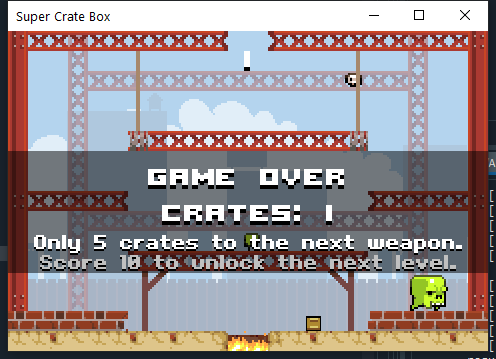 Super Crate Box
1
GAME OVER
CRATES: 1
Only 5 crates to the next weapon.
Score 10 to unlock the next level.